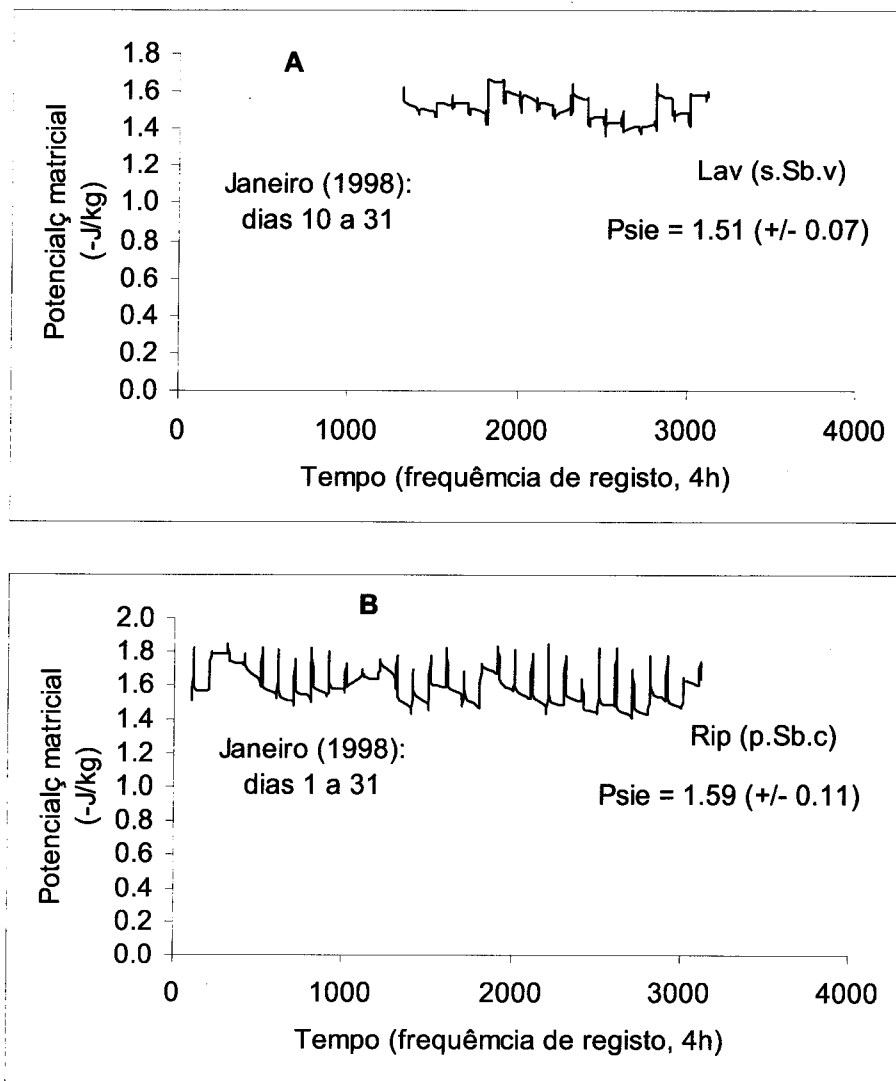 A
Potencialç matricial
(-J/kg)
1.8
1.6
1.4
1.2
1.0
0.8
0.6
0.4
0.2
0.0
Janeiro (1998):
dias 10 a 31
Lav (s.Sb.v)
Psie = 1.51 (+/- 0.07)
0 1000 2000 3000 4000
Tempo (frequêmcia de registo, 4h)
B
Potencialç matricial
(-J/kg)
2.0
1.8
1.6
1.4
1.2
1.0
0.8
0.6
0.4
0.2
0.0
Janeiro (1998):
dias 1 a 31
Rip (p.Sb.c)
Psie = 1.59 (+/- 0.11)
0 1000 2000 3000 4000
Tempo (frequêmcia de registo, 4h)